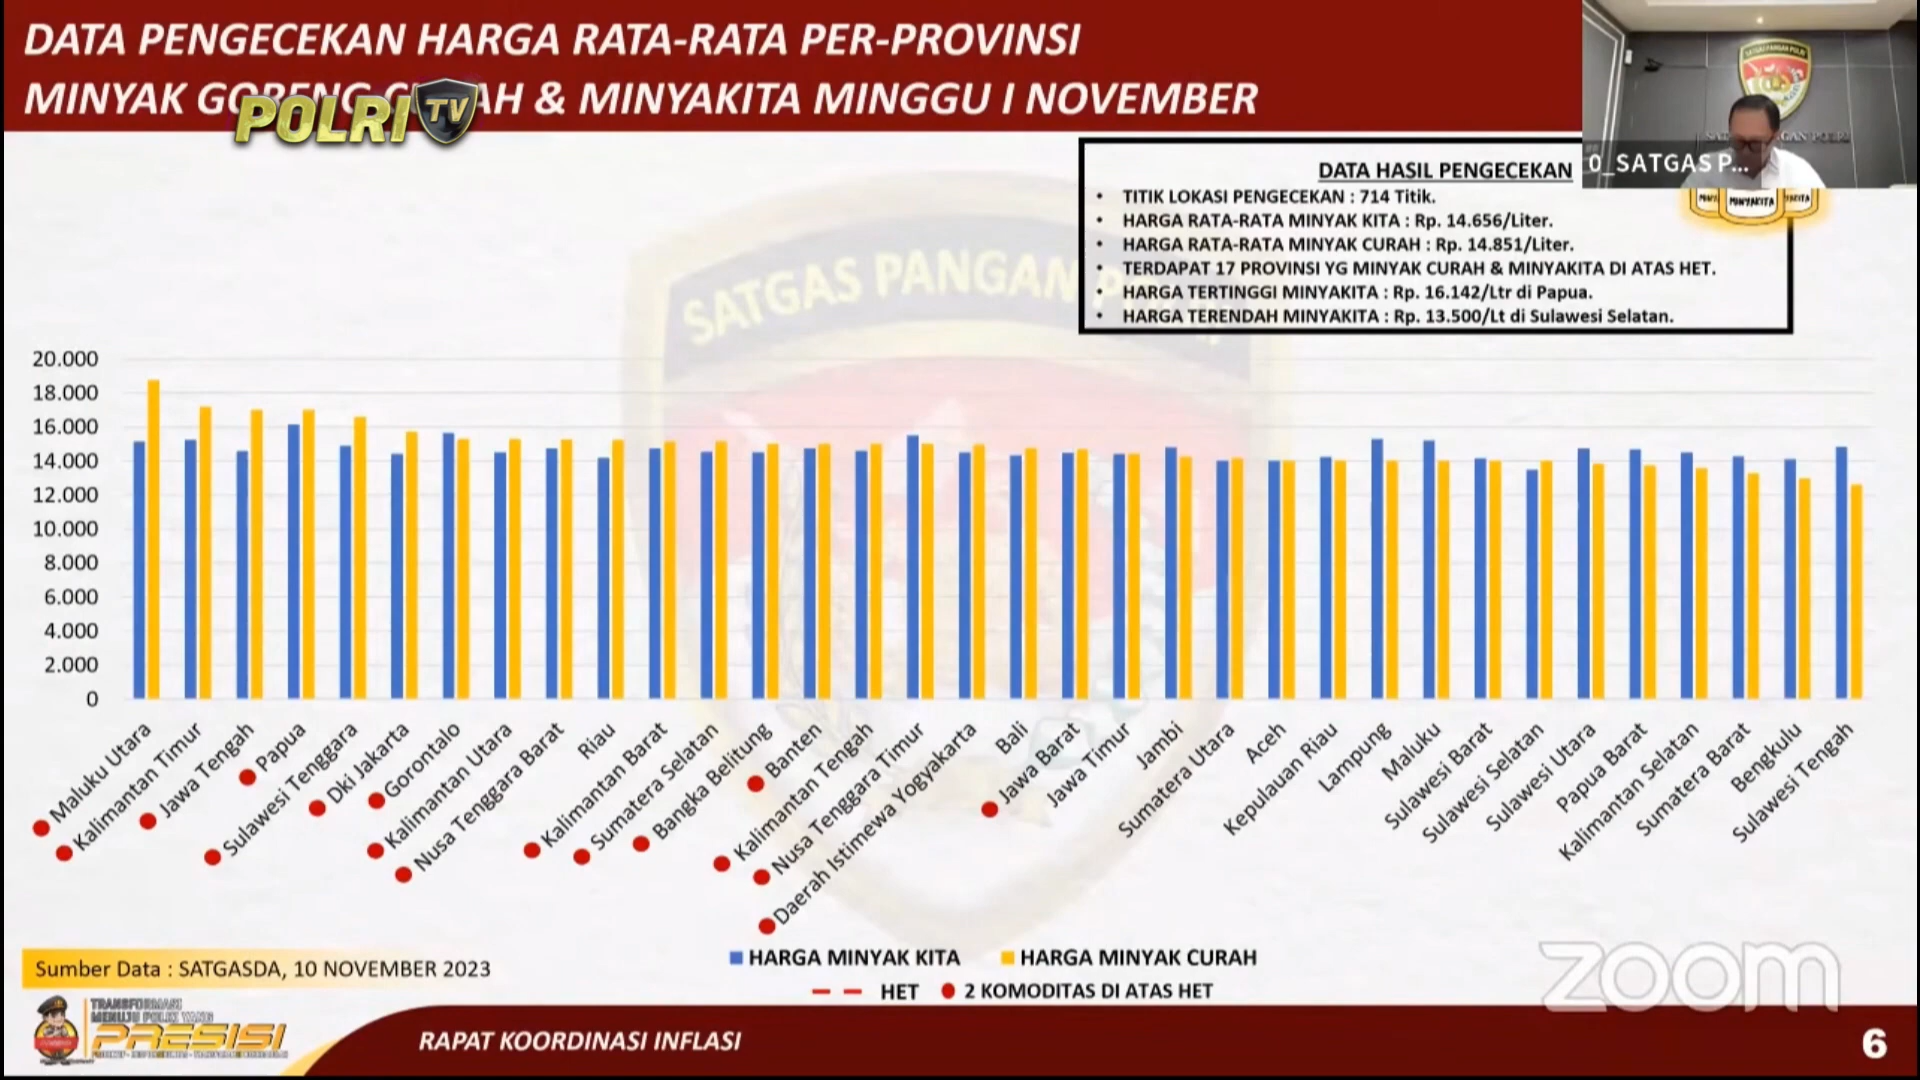 DATA PENGECEKAN HARGA RATA-RATA PER-PROVINSI
MINYAK GORENG AH & MINYAKITA MINGGU I NOVEMBER
POLRI TV
0_SATGAS P...
DATA HASIL PENGECEKAN
• TITIK LOKASI PENGECEKAN : 714 Titik.
• HARGA RATA-RATA MINYAK KITA : Rp. 14.656/Liter.
• HARGA RATA-RATA MINYAK CURAH : Rp. 14.851/Liter.
• TERDAPAT 17 PROVINSI YG MINYAK CURAH & MINYAKITA DI ATAS HET.
• HARGA TERTINGGI MINYAKITA : Rp. 16.142/Ltr di Papua.
• HARGA TERENDAH MINYAKITA : Rp. 13.500/Lt di Sulawesi Selatan.
MINYAKITA
SATGAS PANGAN
20.000
18.000
16.000
14.000
12.000
10.000
8.000
6.000
4.000
2.000
0
Maluku Utara
Kalimantan Timur
Jawa Tengah
Papua
Sulawesi Tenggara
Dki Jakarta
Gorontalo
Kalimantan Utara
Nusa Tenggara Barat
Riau
Kalimantan Barat
Sumatera Selatan
Bangka Belitung
Banten
Kalimantan Tengah
Nusa Tenggara Timur
Daerah Istimewa Yogyakarta
Bali
Jawa Barat
Jawa Timur
Jambi
Sumatera Utara
Aceh
Kepulauan Riau
Lampung
Maluku
Sulawesi Barat
Sulawesi Selatan
Sulawesi Utara
Papua Barat
Kalimantan Selatan
Sumatera Barat
Bengkulu
Sulawesi Tengah
HARGA MINYAK KITA HARGA MINYAK CURAH
HET 2 KOMODITAS DI ATAS HET
Sumber Data : SATGASDA, 10 NOVEMBER 2023
zoom
TRANSFORMASI
MENUJU POLRI YANG
PRESISI
RAPAT KOORDINASI INFLASI
6